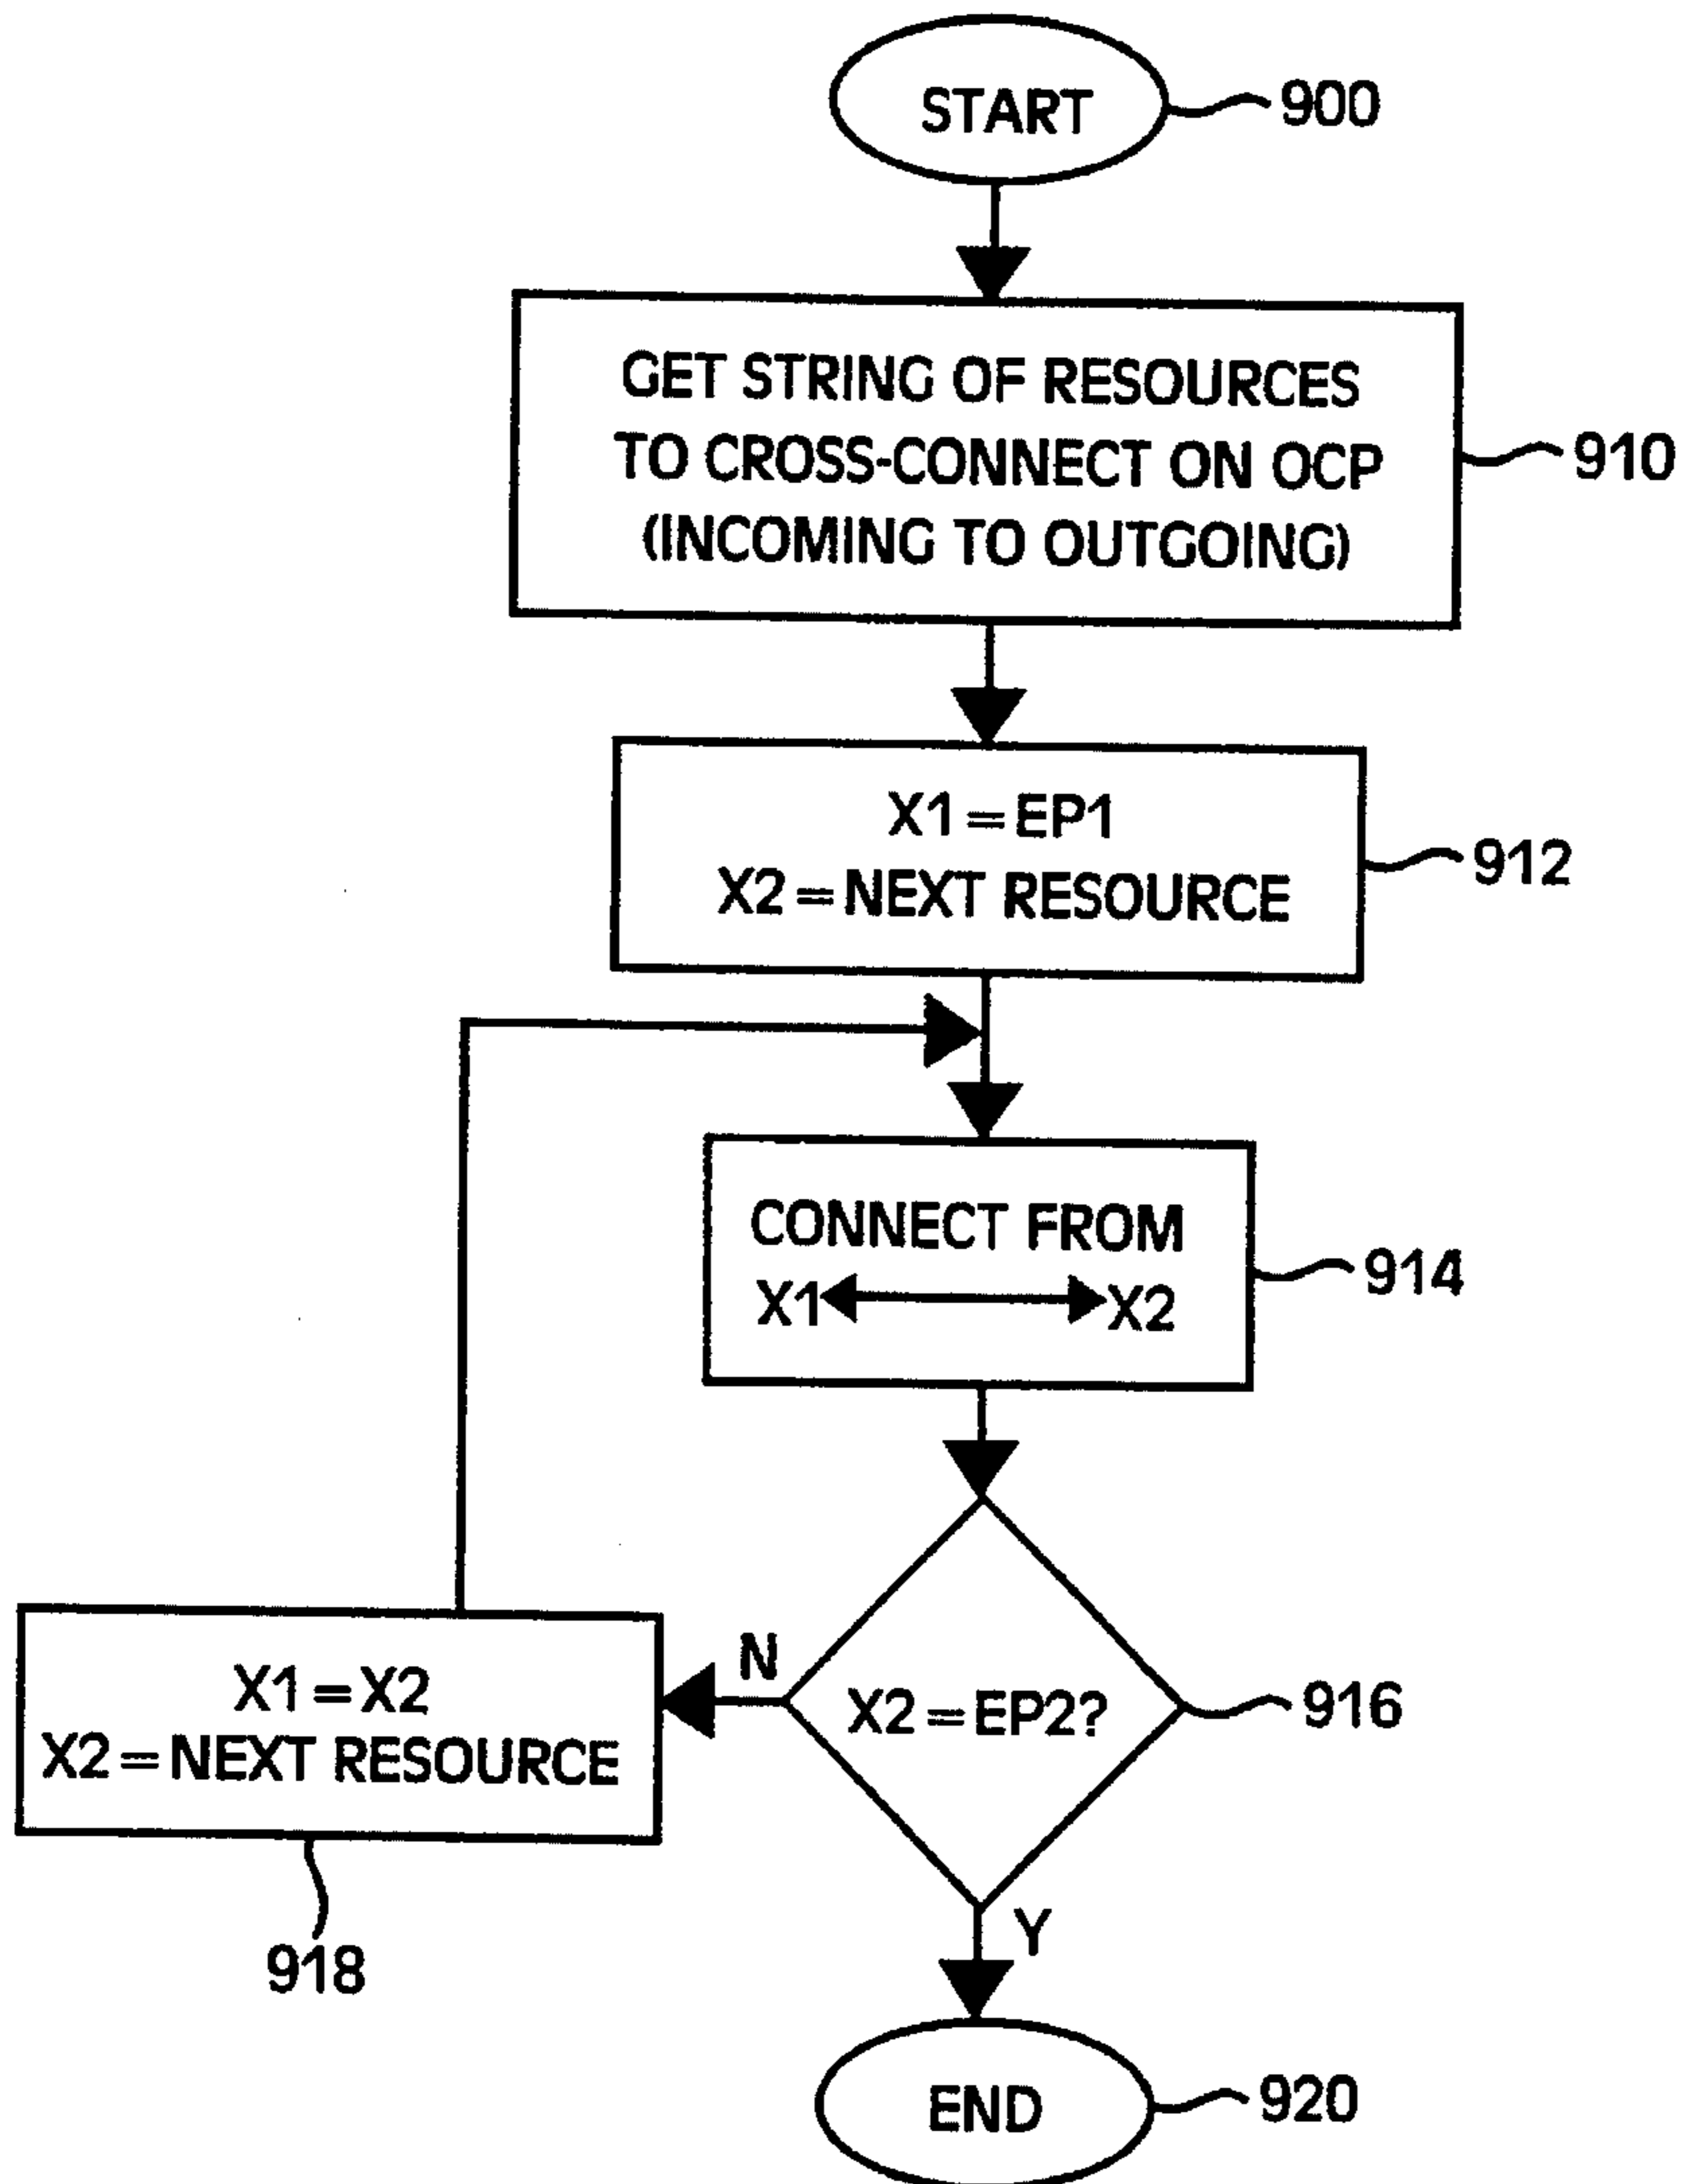 START
900
GET STRING OF RESOURCES
TO CROSS-CONNECT ON OCP
(INCOMING TO OUTGOING)
910
X1 = EP1
X2 = NEXT RESOURCE
912
CONNECT FROM
X1 X2
914
X2 = EP2?
916
N
X1 = X2
X2 = NEXT RESOURCE
918
Y
END
920